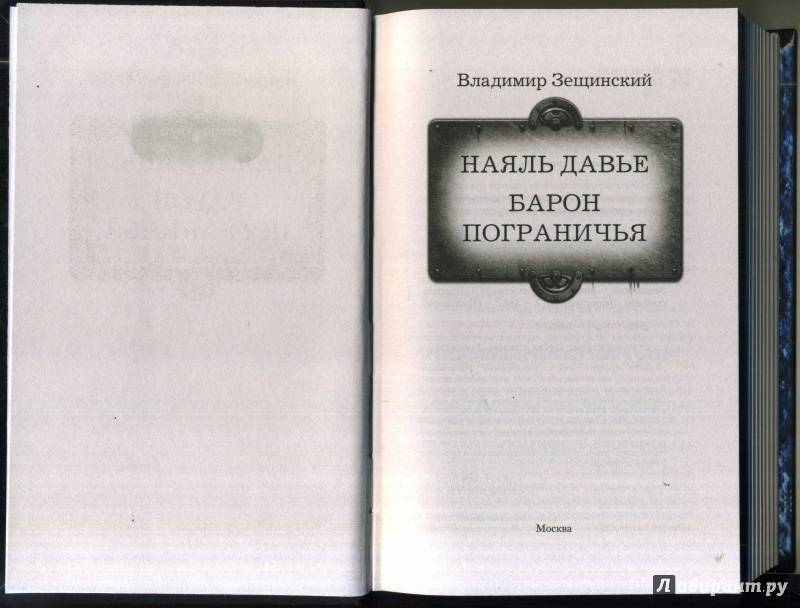 Владимир Зещинский
НАЯЛЬ ДАВЬЕ
БАРОН
ПОГРАНИЧЬЯ
Москва
Лабиринт.ру